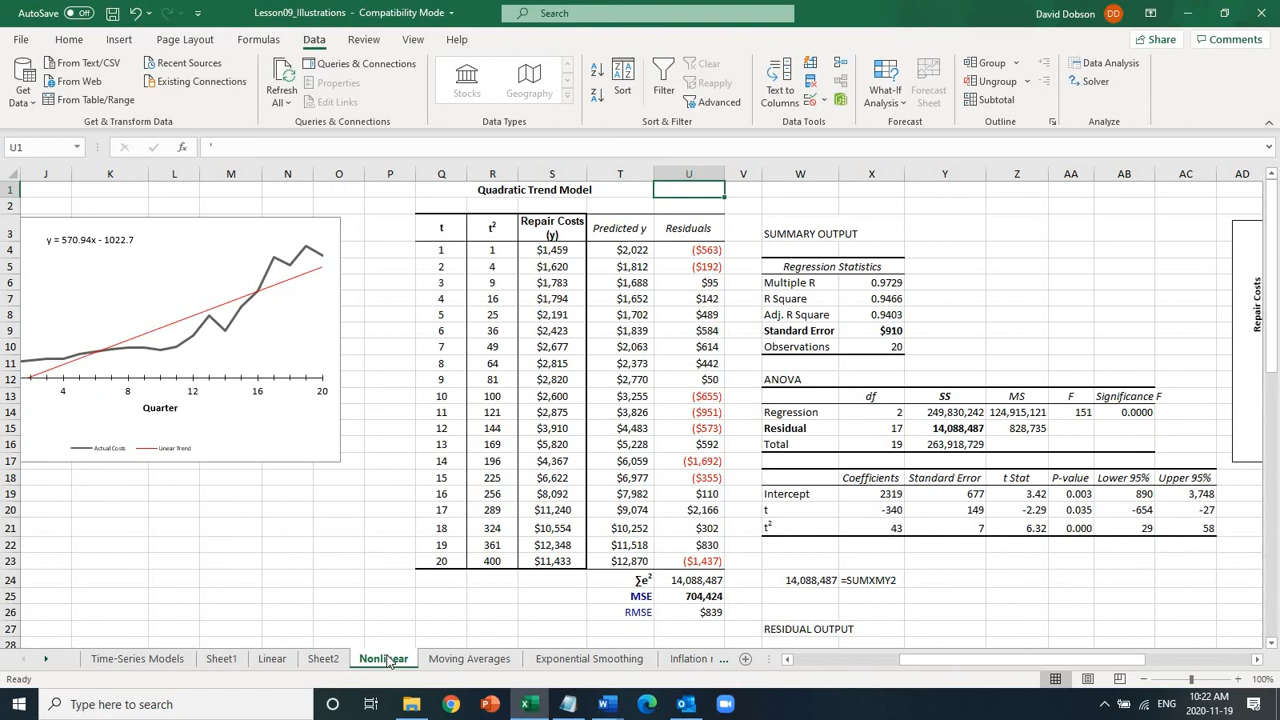 AutoSave Off Lesson09_Illustrations - Compatibility Mode Search David Dobson DD
File Home Insert Page Layout Formulas Data Review View Help Share Comments
Get Data From Text/CSV From Web From Table/Range Recent Sources Existing Connections
Refresh All Queries & Connections Properties Edit Links
Stocks Geography
Sort Filter Clear Reapply Advanced
Text to Columns What-If Analysis Forecast Sheet
Group Ungroup Subtotal Data Analysis Solver
Get & Transform Data Queries & Connections Data Types Sort & Filter Data Tools Forecast Outline Analyze
U1 fx '
J K L M N O P Q R S T U V W X Y Z AA AB AC AD
1 Quadratic Trend Model
2
3 t t² Repair Costs (y) Predicted y Residuals SUMMARY OUTPUT
4 1 1 $1,459 $2,022 ($563)
5 2 4 $1,620 $1,812 ($192) Regression Statistics
6 3 9 $1,783 $1,688 $95 Multiple R 0.9729
7 4 16 $1,794 $1,652 $142 R Square 0.9466
8 5 25 $2,191 $1,702 $489 Adj. R Square 0.9403
9 6 36 $2,423 $1,839 $584 Standard Error $910
10 7 49 $2,677 $2,063 $614 Observations 20
11 8 64 $2,815 $2,373 $442
12 9 81 $2,820 $2,770 $50 ANOVA
13 10 100 $2,600 $3,255 ($655) df SS MS F Significance F
14 11 121 $2,875 $3,826 ($951) Regression 2 249,830,242 124,915,121 151 0.0000
15 12 144 $3,910 $4,483 ($573) Residual 17 14,088,487 828,735
16 13 169 $5,820 $5,228 $592 Total 19 263,918,729
17 14 196 $4,367 $6,059 ($1,692)
18 15 225 $6,622 $6,977 ($355) Coefficients Standard Error t Stat P-value Lower 95% Upper 95%
19 16 256 $8,092 $7,982 $110 Intercept 2319 677 3.42 0.003 890 3,748
20 17 289 $11,240 $9,074 $2,166 t -340 149 -2.29 0.035 -654 -27
21 18 324 $10,554 $10,252 $302 t² 43 7 6.32 0.000 29 58
22 19 361 $12,348 $11,518 $830
23 20 400 $11,433 $12,870 ($1,437)
24 ∑e² 14,088,487 14,088,487 =SUMXMY2
25 MSE 704,424
26 RMSE $839
27 RESIDUAL OUTPUT
28
y = 570.94x - 1022.7
4 8 12 16 20
Quarter
Actual Costs Linear Trend
Repair Costs
Time-Series Models Sheet1 Linear Sheet2 Nonlinear Moving Averages Exponential Smoothing Inflation r ...
Ready 100%
Type here to search ENG 10:22 AM
2020-11-19